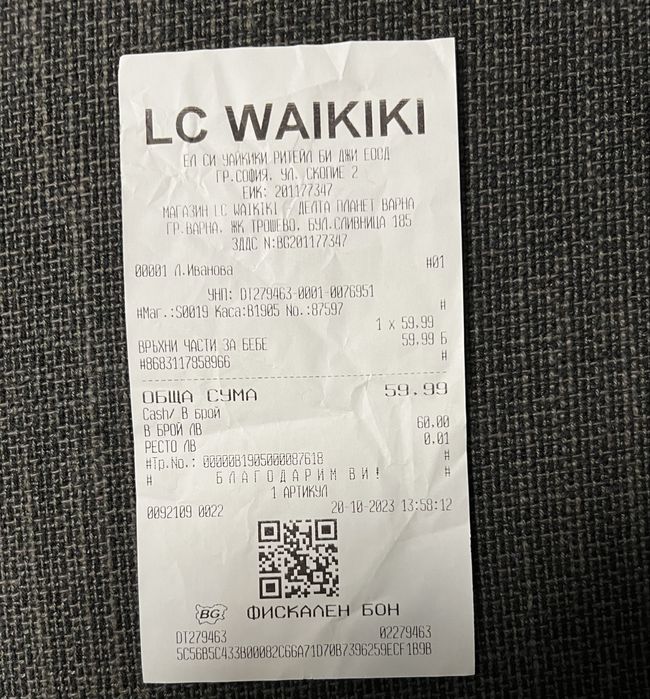 LC WAIKIKI
ЕЛ СИ УАЙКИКИ РИТЕЙЛ БИ ДЖИ ЕООД
ГР.СОФИЯ, УЛ. СКОПИЕ 2
ЕИК: 201177347
МАГАЗИН LC WAIKIKI - ДЕЛТА ПЛАНЕТ ВАРНА
ГР.ВАРНА, ЖК ТРОШЕВО, БУЛ.СЛИВНИЦА 185
ЗДДС N:BG201177347
00001 Л.Иванова #01
УНП: DT279463-0001-0076951
#Маг.:S0019 Каса:B1905 No.:87597 #
1 x 59.99
ВРЪХНИ ЧАСТИ ЗА БЕБЕ 59.99 Б
#8683117858966 #
ОБЩА СУМА 59.99
Cash/ В брой
В БРОЙ ЛВ 60.00
РЕСТО ЛВ 0.01
#Тр.No.: 00000B1905000087618 #
# БЛАГОДАРИМ ВИ! #
1 АРТИКУЛ
0092109 0022 20-10-2023 13:58:12
BG ФИСКАЛЕН БОН
DT279463 02279463
5C56B5C433B00082C66A71D70B7396259ECF1B9B